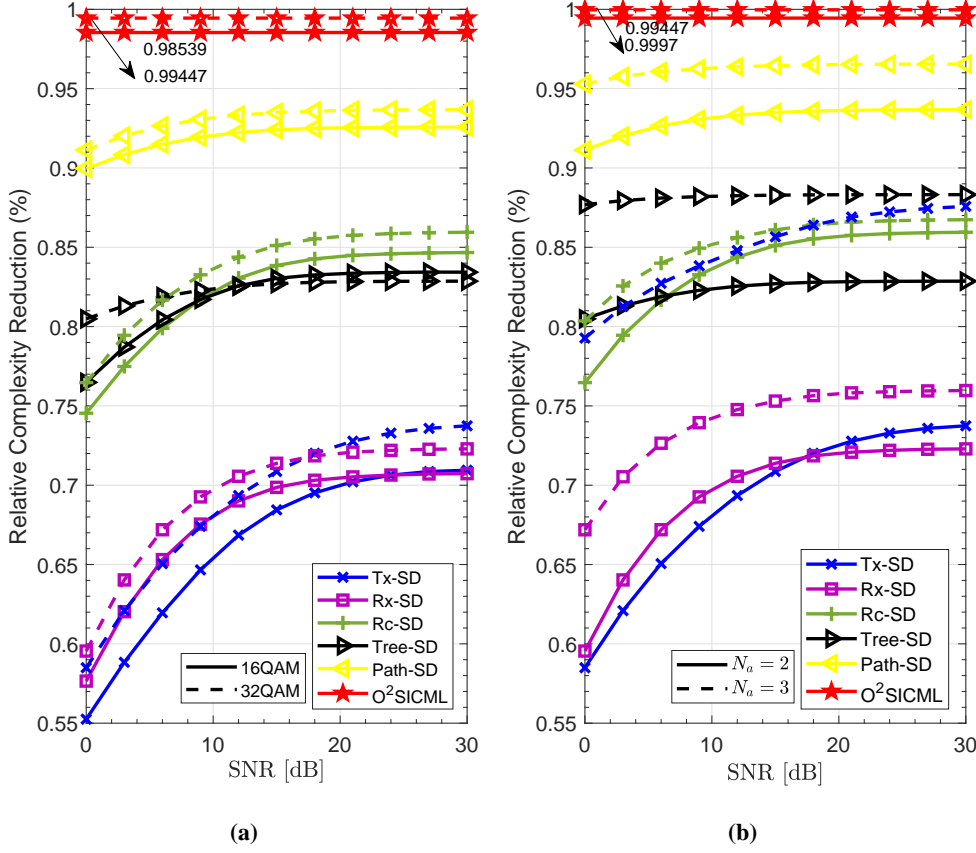 Relative Complexity Reduction (%)
1
0.95
0.9
0.85
0.8
0.75
0.7
0.65
0.6
0.55
0.98539
0.99447
16QAM
32QAM
Tx-SD
Rx-SD
Rc-SD
Tree-SD
Path-SD
O²SICML
0 10 20 30
SNR [dB]
(a)
Relative Complexity Reduction (%)
1
0.95
0.9
0.85
0.8
0.75
0.7
0.65
0.6
0.55
0.99447
0.9997
N_a = 2
N_a = 3
Tx-SD
Rx-SD
Rc-SD
Tree-SD
Path-SD
O²SICML
0 10 20 30
SNR [dB]
(b)